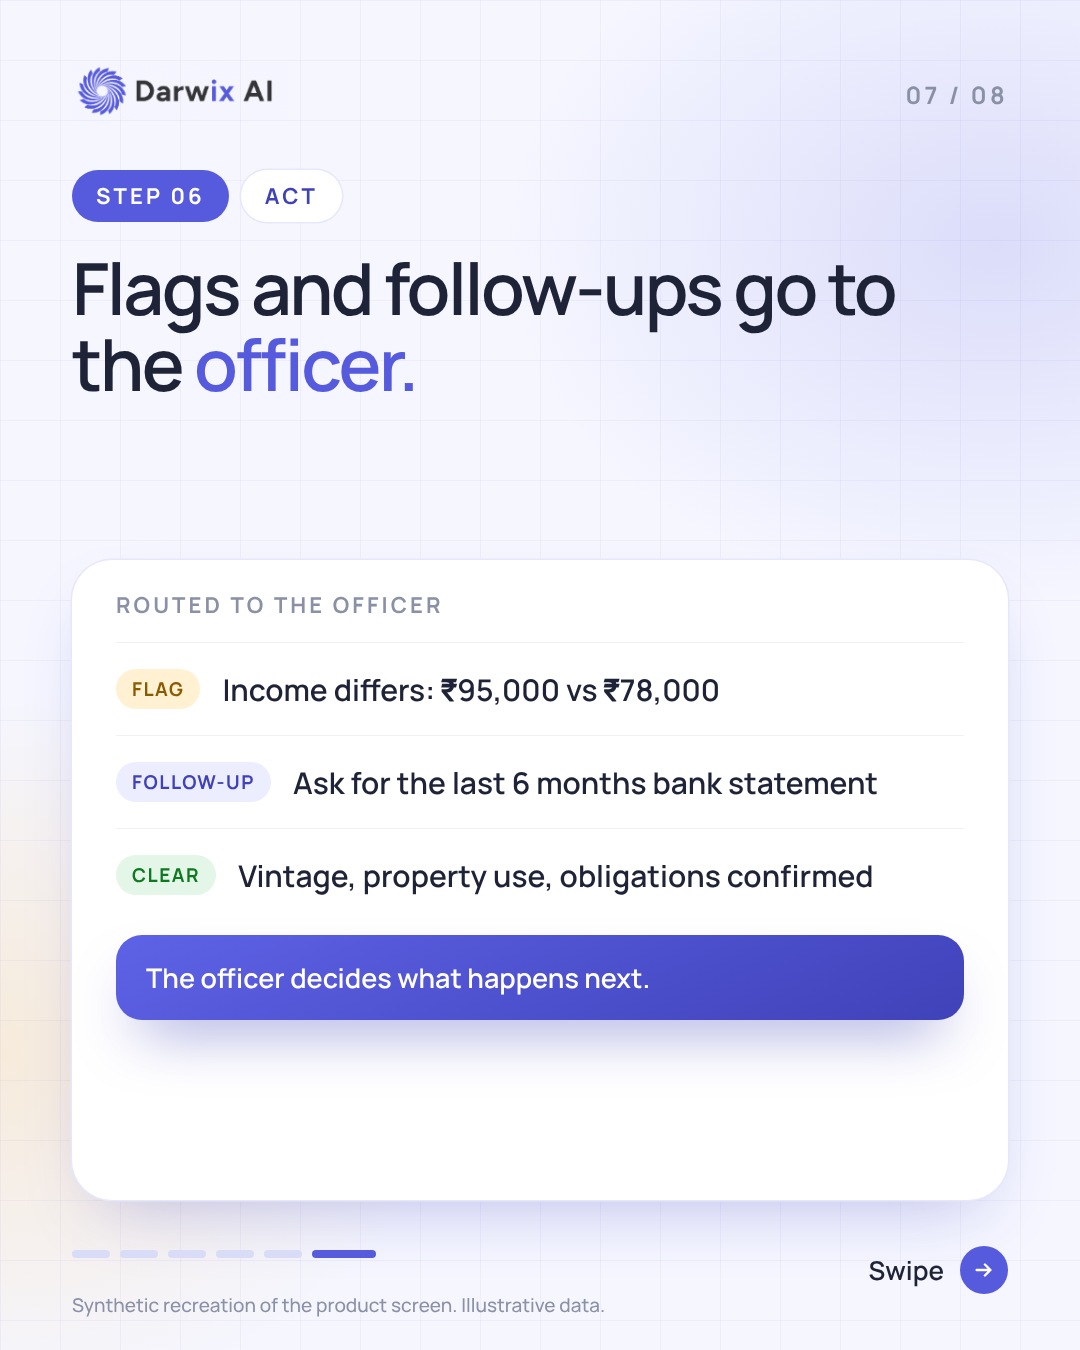 Darwix AI
07 / 08
STEP 06
ACT
Flags and follow-ups go to
the officer.
ROUTED TO THE OFFICER
FLAG Income differs: ₹95,000 vs ₹78,000
FOLLOW-UP Ask for the last 6 months bank statement
CLEAR Vintage, property use, obligations confirmed
The officer decides what happens next.
Swipe
Synthetic recreation of the product screen. Illustrative data.